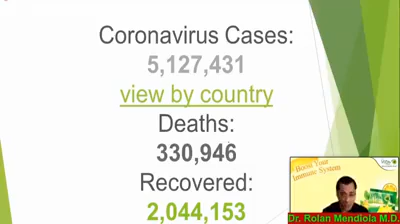 Coronavirus Cases:
5,127,431
view by country
Deaths:
330,946
Recovered:
2,044,153
Boost Your
Immune System
Dr. Rolan Mendiola M.D.